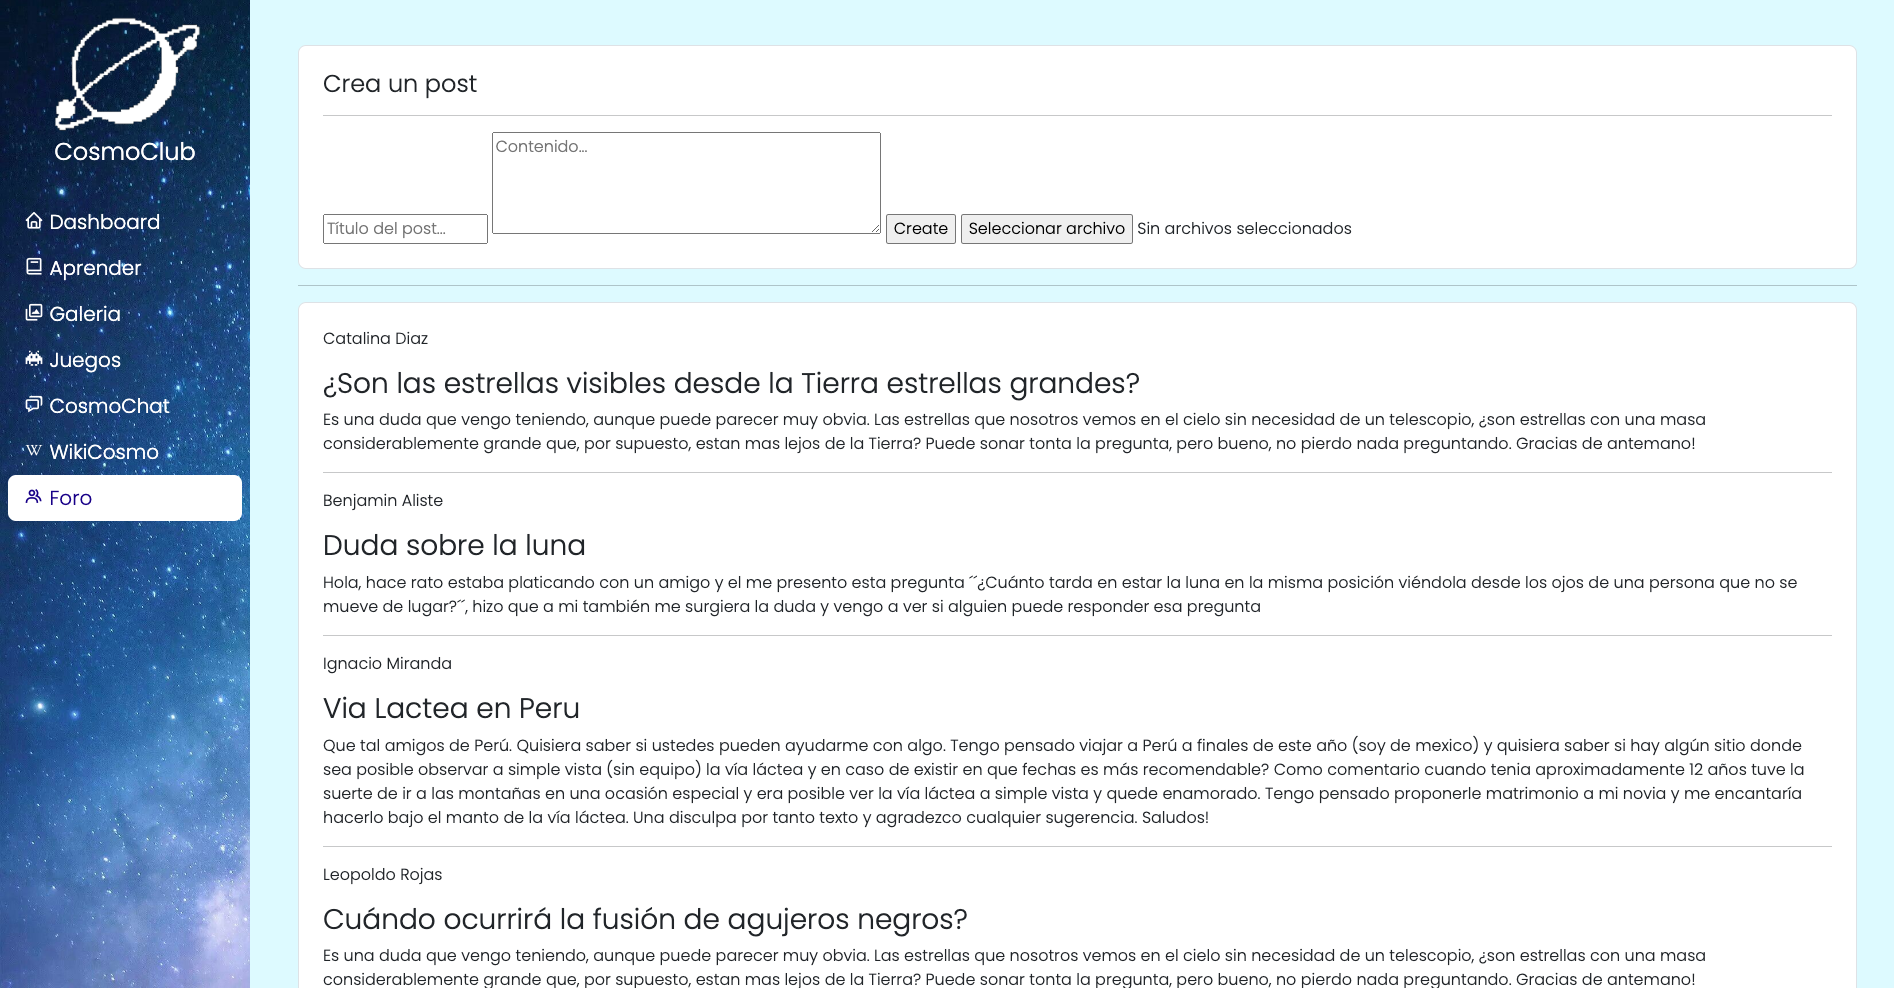 CosmoClub
Dashboard
Aprender
Galeria
Juegos
CosmoChat
WikiCosmo
Foro
Crea un post
Título del post...
Contenido...
Create
Seleccionar archivo
Sin archivos seleccionados
Catalina Diaz
¿Son las estrellas visibles desde la Tierra estrellas grandes?
Es una duda que vengo teniendo, aunque puede parecer muy obvia. Las estrellas que nosotros vemos en el cielo sin necesidad de un telescopio, ¿son estrellas con una masa
considerablemente grande que, por supuesto, estan mas lejos de la Tierra? Puede sonar tonta la pregunta, pero bueno, no pierdo nada preguntando. Gracias de antemano!
Benjamin Aliste
Duda sobre la luna
Hola, hace rato estaba platicando con un amigo y el me presento esta pregunta ´´¿Cuánto tarda en estar la luna en la misma posición viéndola desde los ojos de una persona que no se
mueve de lugar?´´, hizo que a mi también me surgiera la duda y vengo a ver si alguien puede responder esa pregunta
Ignacio Miranda
Via Lactea en Peru
Que tal amigos de Perú. Quisiera saber si ustedes pueden ayudarme con algo. Tengo pensado viajar a Perú a finales de este año (soy de mexico) y quisiera saber si hay algún sitio donde
sea posible observar a simple vista (sin equipo) la vía láctea y en caso de existir en que fechas es más recomendable? Como comentario cuando tenia aproximadamente 12 años tuve la
suerte de ir a las montañas en una ocasión especial y era posible ver la vía láctea a simple vista y quede enamorado. Tengo pensado proponerle matrimonio a mi novia y me encantaría
hacerlo bajo el manto de la vía láctea. Una disculpa por tanto texto y agradezco cualquier sugerencia. Saludos!
Leopoldo Rojas
Cuándo ocurrirá la fusión de agujeros negros?
Es una duda que vengo teniendo, aunque puede parecer muy obvia. Las estrellas que nosotros vemos en el cielo sin necesidad de un telescopio, ¿son estrellas con una masa
considerablemente grande que, por supuesto, estan mas lejos de la Tierra? Puede sonar tonta la pregunta, pero bueno, no pierdo nada preguntando. Gracias de antemano!